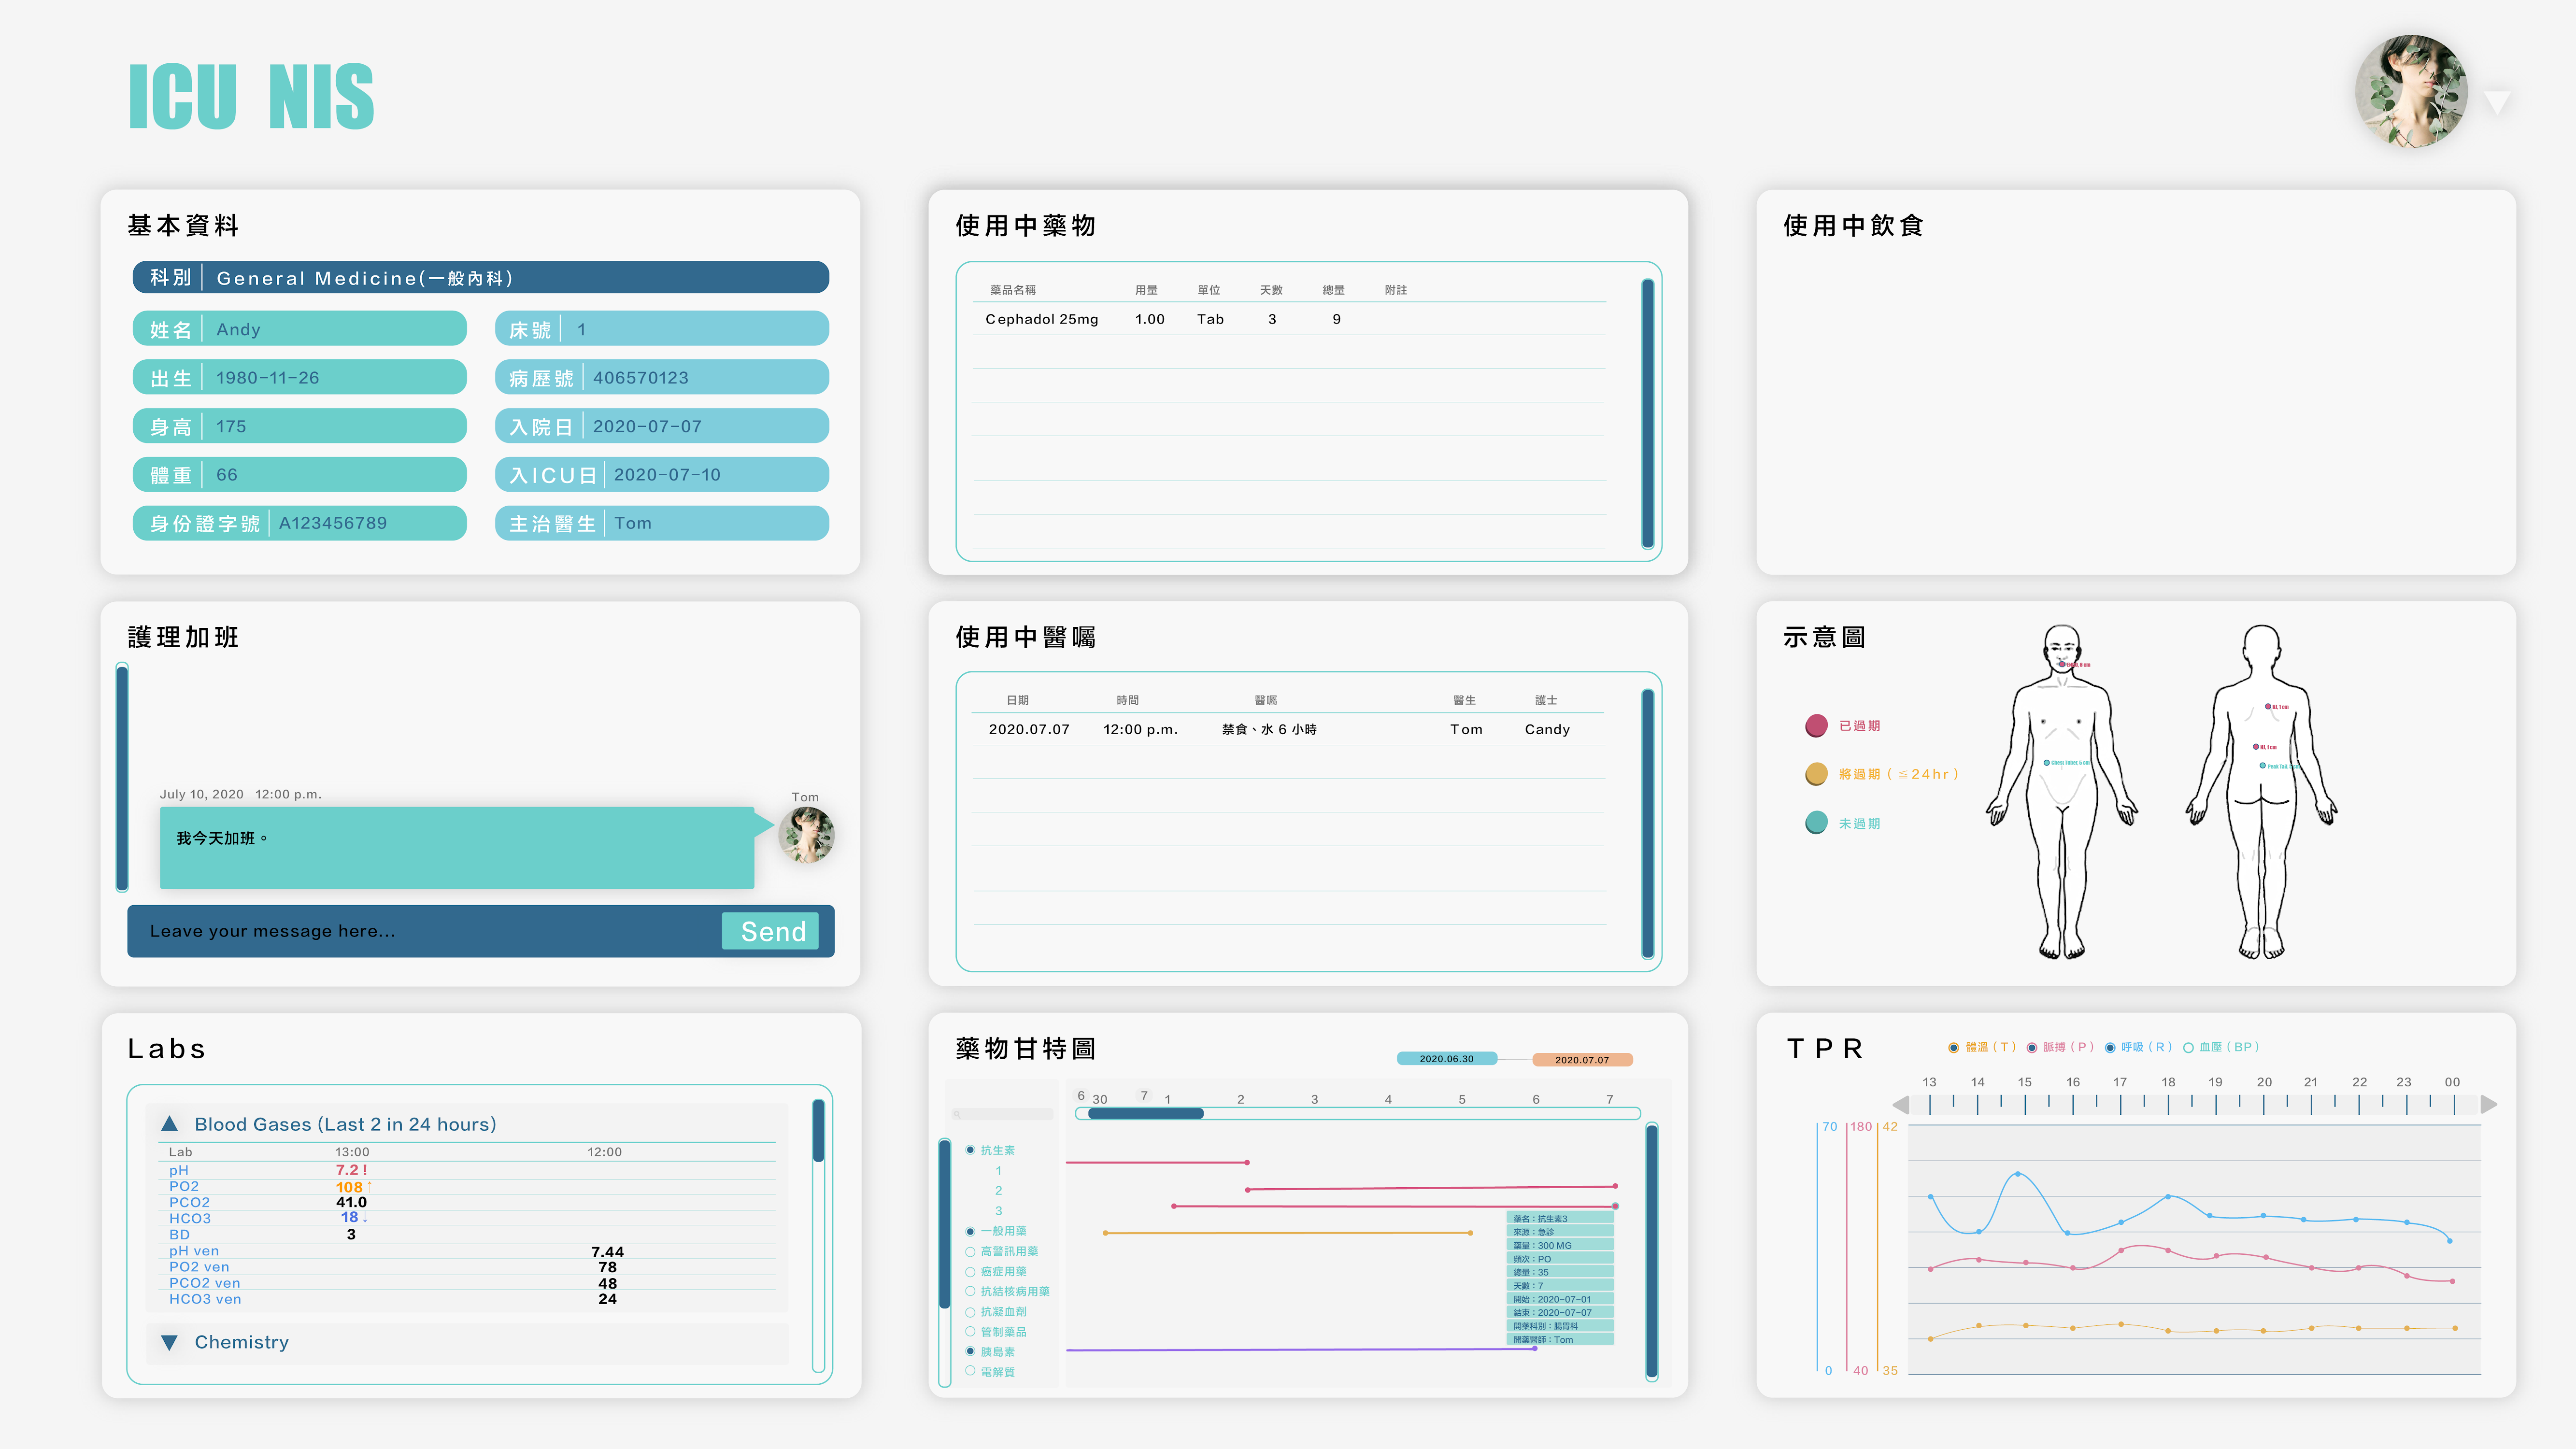 ICU NIS
基本資料
科別 General Medicine(一般內科)
姓名 Andy
床號 1
出生 1980-11-26
病歷號 406570123
身高 175
入院日 2020-07-07
體重 66
入ICU日 2020-07-10
身份證字號 A123456789
主治醫生 Tom
使用中藥物
藥品名稱 用量 單位 天數 總量 附註
Cephadol 25mg 1.00 Tab 3 9
使用中飲食
護理加班
July 10, 2020 12:00 p.m.
Tom
我今天加班。
Leave your message here...
Send
使用中醫囑
日期 時間 醫囑 醫生 護士
2020.07.07 12:00 p.m. 禁食、水 6 小時 Tom Candy
示意圖
已過期
將過期(≦24hr)
未過期
Labs
Blood Gases (Last 2 in 24 hours)
Lab 13:00 12:00
pH 7.2 !
PO2 108 ↑
PCO2 41.0
HCO3 18 ↓
BD 3
pH ven 7.44
PO2 ven 78
PCO2 ven 48
HCO3 ven 24
Chemistry
藥物甘特圖
2020.06.30 2020.07.07
6 30 7 1 2 3 4 5 6 7
抗生素
1
2
3
一般用藥
高警訊用藥
癌症用藥
抗結核病用藥
抗凝血劑
管制藥品
胰島素
電解質
藥名：抗生素3
來源：急診
藥量：300 MG
頻次：PO
總量：35
天數：7
開始：2020-07-01
結束：2020-07-07
開藥科別：腸胃科
開藥醫師：Tom
TPR
體溫(T) 脈搏(P) 呼吸(R) 血壓(BP)
13 14 15 16 17 18 19 20 21 22 23 00
70 180 42
0 40 35